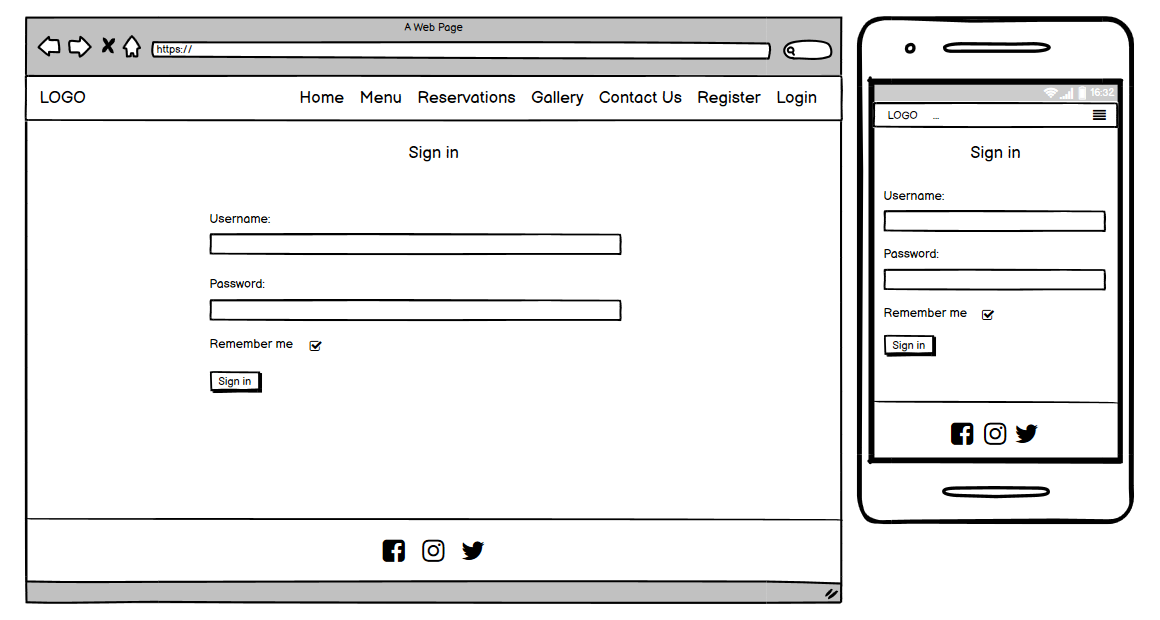 A Web Page
https://
LOGO Home Menu Reservations Gallery Contact Us Register Login
Sign in
Username:
Password:
Remember me
Sign in
16:32
LOGO ...
Sign in
Username:
Password:
Remember me
Sign in